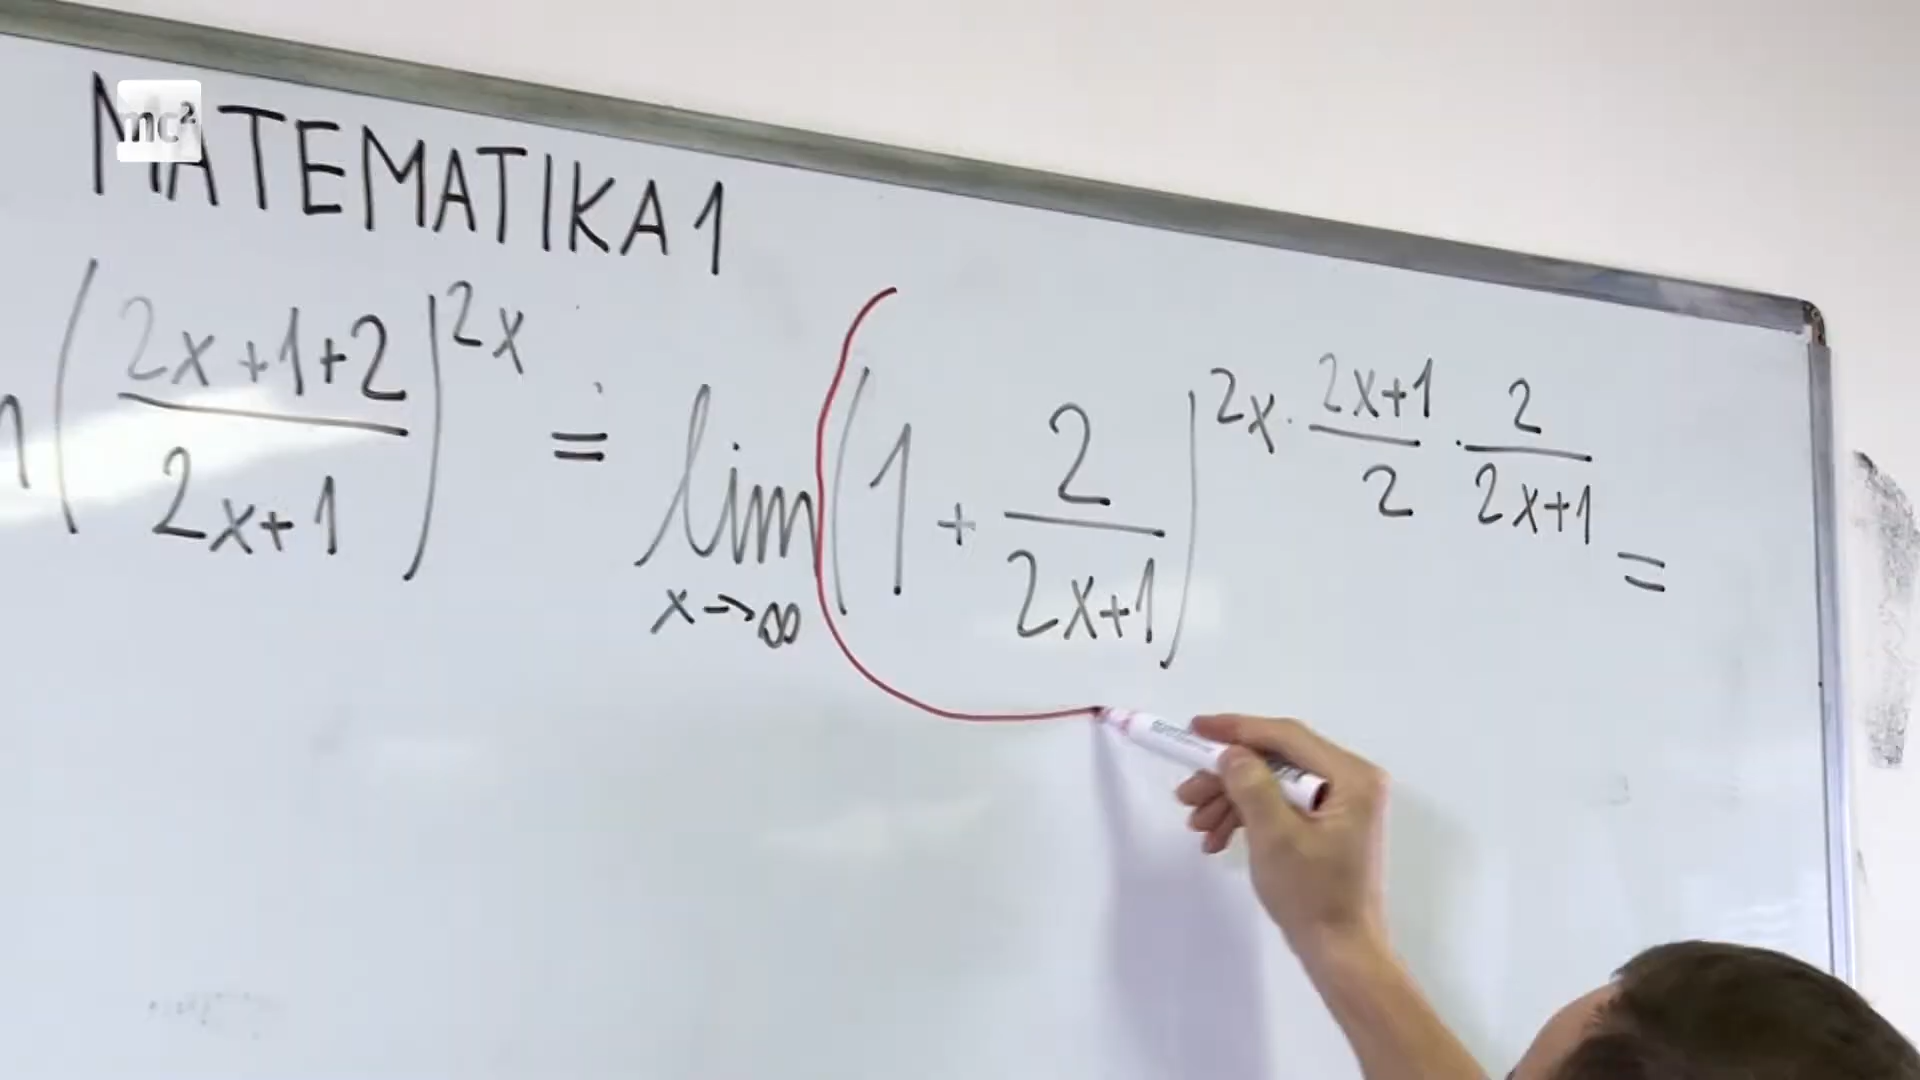 mc²
MATEMATIKA 1
(2x+1+2 / 2x+1)^2x = lim x→∞ (1 + 2 / 2x+1)^2x · 2x+1 / 2 · 2 / 2x+1 =